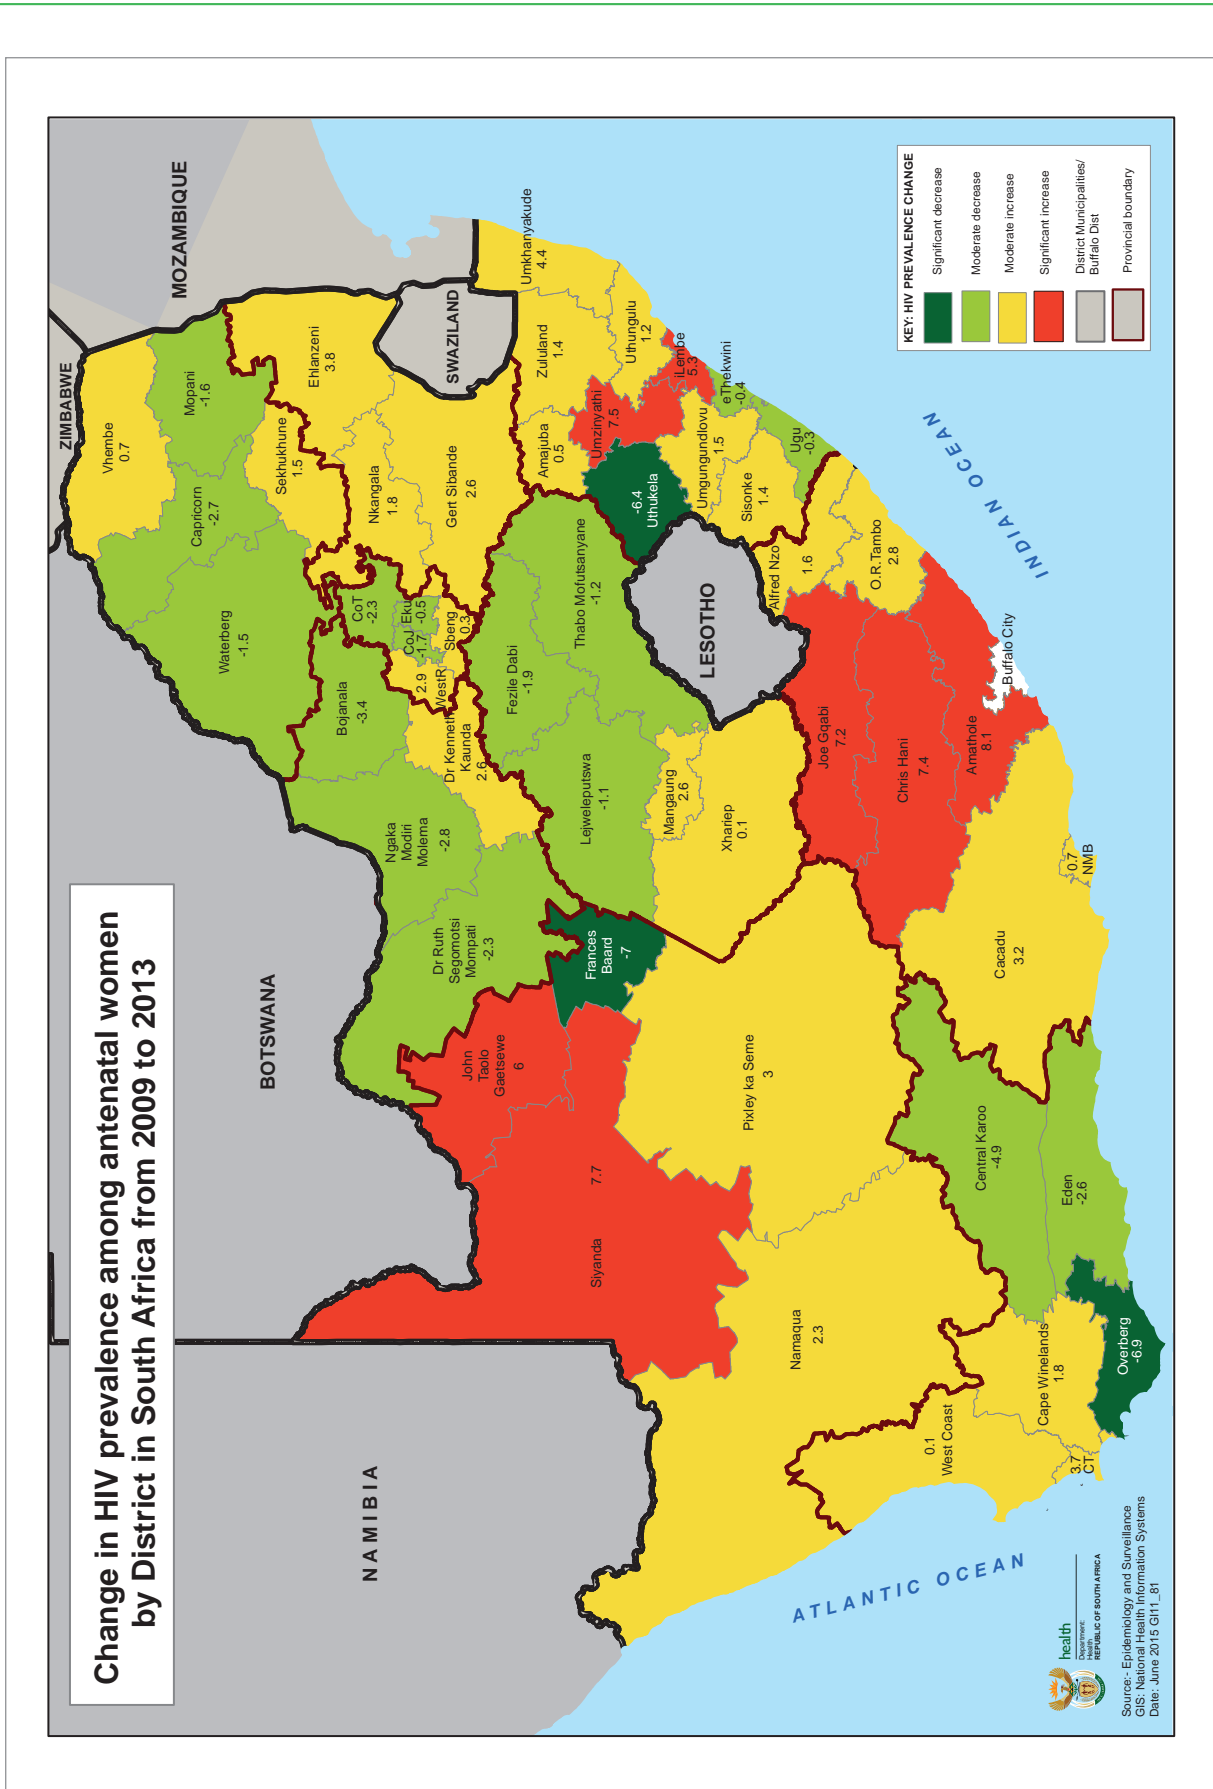 Change in HIV prevalence among antenatal women
by District in South Africa from 2009 to 2013
ZIMBABWE
MOZAMBIQUE
BOTSWANA
NAMIBIA
SWAZILAND
LESOTHO
ATLANTIC OCEAN
INDIAN OCEAN
Vhembe
0.7
Mopani
-1.6
Capricorn
-2.7
Waterberg
-1.5
Sekhukhune
1.5
Ehlanzeni
3.8
Nkangala
1.8
Gert Sibande
2.6
CoT
-2.3
Eku
-0.5
CoJ
-1.7
Sbeng
0.3
2.9
WestR
Bojanala
-3.4
Dr Kenneth
Kaunda
2.6
Ngaka
Modiri
Molema
-2.8
Dr Ruth
Segomotsi
Mompati
-2.3
Fezile Dabi
-1.9
Thabo Mofutsanyane
-1.2
Lejweleputswa
-1.1
Mangaung
2.6
Xhariep
0.1
Umkhanyakude
4.4
Zululand
1.4
Uthungulu
1.2
Amajuba
0.5
Umzinyathi
7.5
iLembe
5.3
eThekwini
-0.4
-6.4
Uthukela
Umgungundlovu
1.5
Sisonke
1.4
Ugu
-0.3
Alfred Nzo
1.6
O.R.Tambo
2.8
Joe Gqabi
7.2
Chris Hani
7.4
Amathole
8.1
Buffalo City
Cacadu
3.2
0.7
NMB
Frances
Baard
-7
John
Taolo
Gaetsewe
6
Siyanda
7.7
Pixley ka Seme
3
Namaqua
2.3
Central Karoo
-4.9
Eden
-2.6
Overberg
-6.9
Cape Winelands
1.8
0.1
West Coast
3.7
CT
KEY: HIV PREVALENCE CHANGE
Significant decrease
Moderate decrease
Moderate increase
Significant increase
District Municipalities/
Buffalo Dist
Provincial boundary
health
Department:
Health
REPUBLIC OF SOUTH AFRICA
Source:- Epidemiology and Surveillance
GIS: National Health Information Systems
Date: June 2015 GI11_81